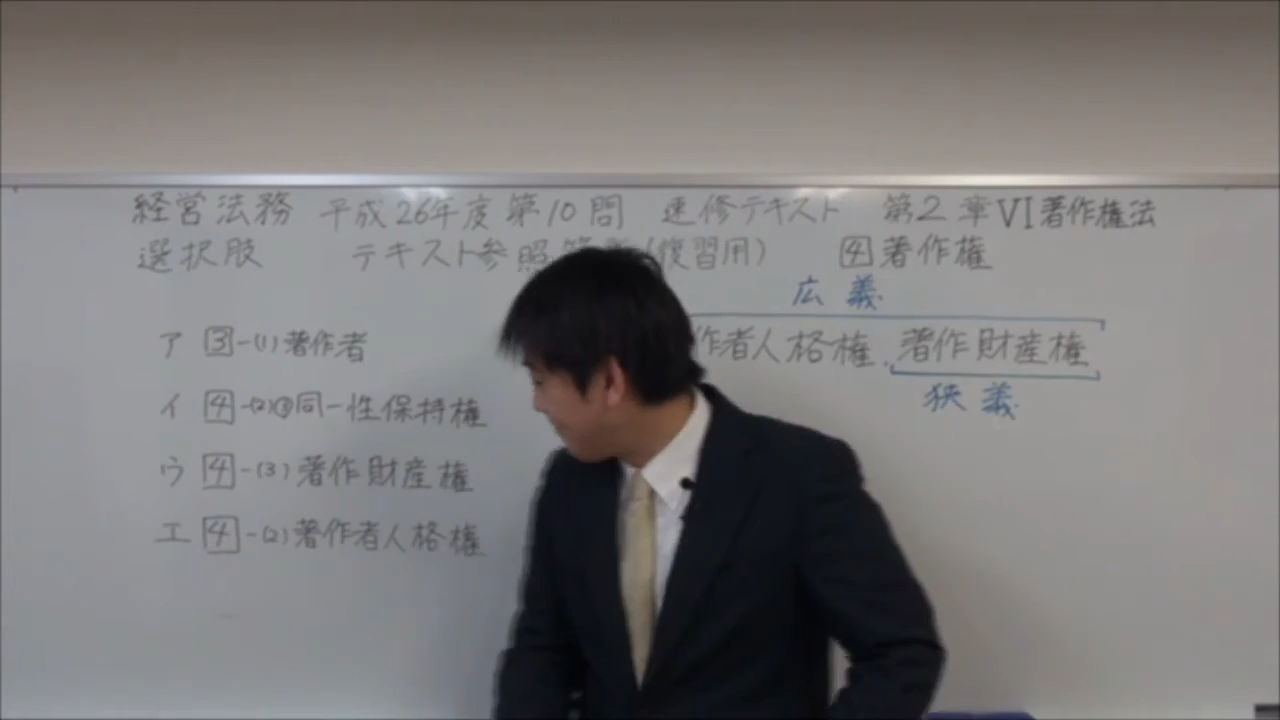 経営法務 平成26年度 第10問 速修テキスト 第2章 VI 著作権法
選択肢 テキスト参照 (復習用) 4 著作権
広義
ア 3-(1) 著作者
作者人格権、著作財産権
狭義
イ 4-(2)③同一性保持権
ウ 4-(3) 著作財産権
エ 4-(2) 著作者人格権